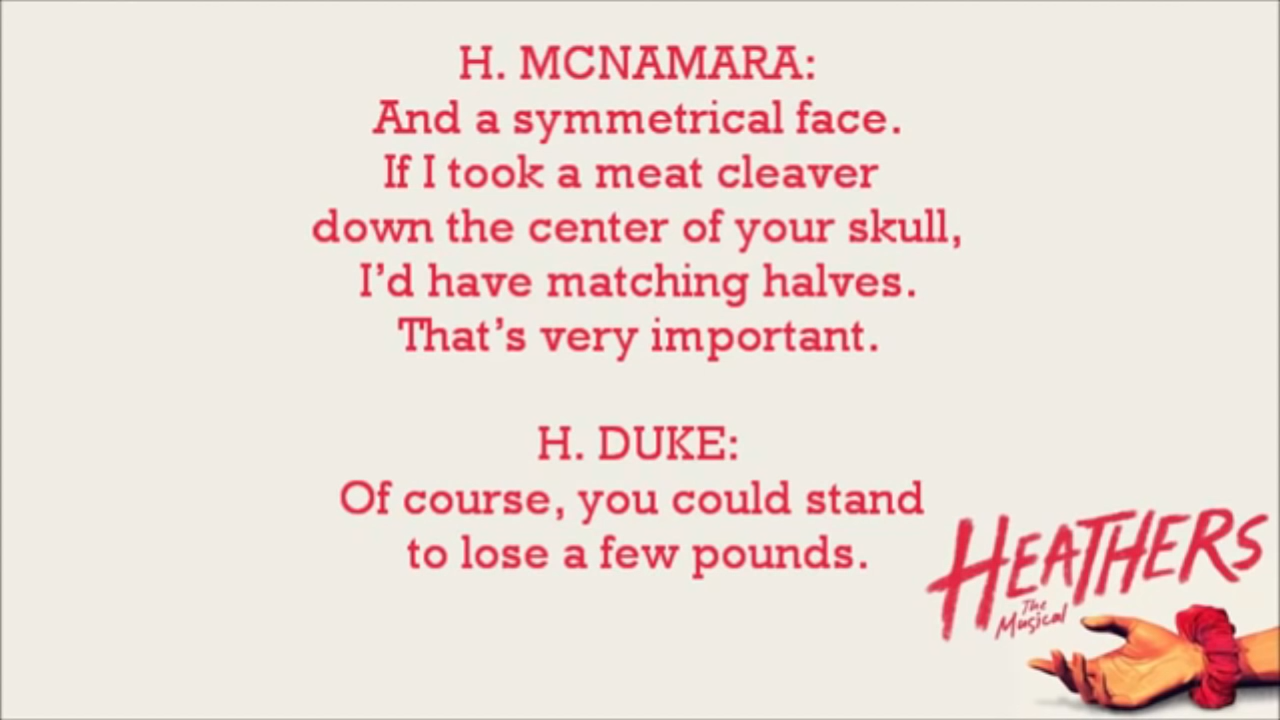 H. MCNAMARA:
And a symmetrical face.
If I took a meat cleaver
down the center of your skull,
I'd have matching halves.
That's very important.
H. DUKE:
Of course, you could stand
to lose a few pounds.
HEATHERS
The
Musical